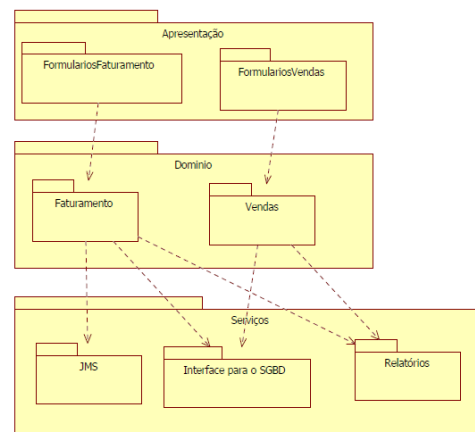 Apresentação
FormulariosFaturamento
FormulariosVendas
Dominio
Faturamento
Vendas
Serviços
JMS
Interface para o SGBD
Relatórios